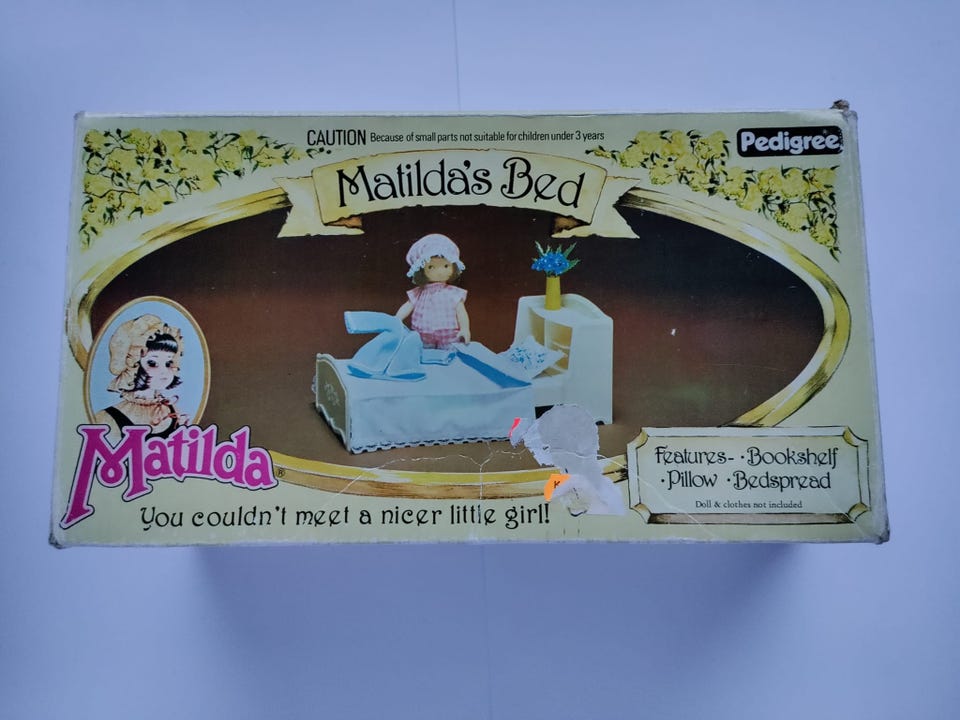 CAUTION Because of small parts not suitable for children under 3 years
Pedigree
Matilda's Bed
Matilda®
You couldn't meet a nicer little girl!
Features- ·Bookshelf
·Pillow ·Bedspread
Doll & clothes not included